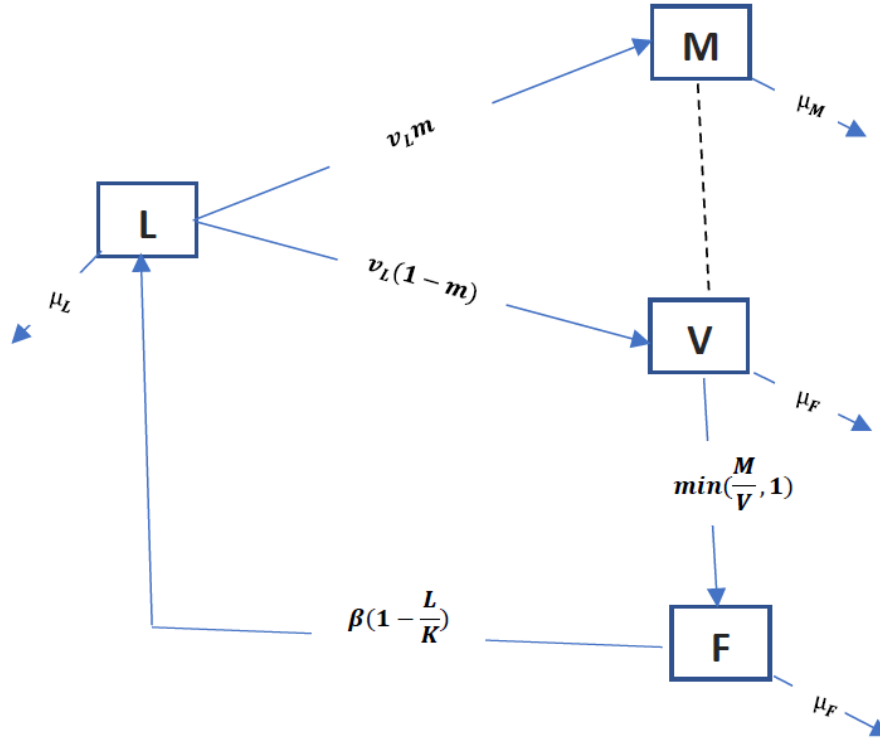 M
μ_M
v_L m
L
v_L(1 − m)
μ_L
V
μ_F
min(M/V, 1)
β(1 − L/K)
F
μ_F